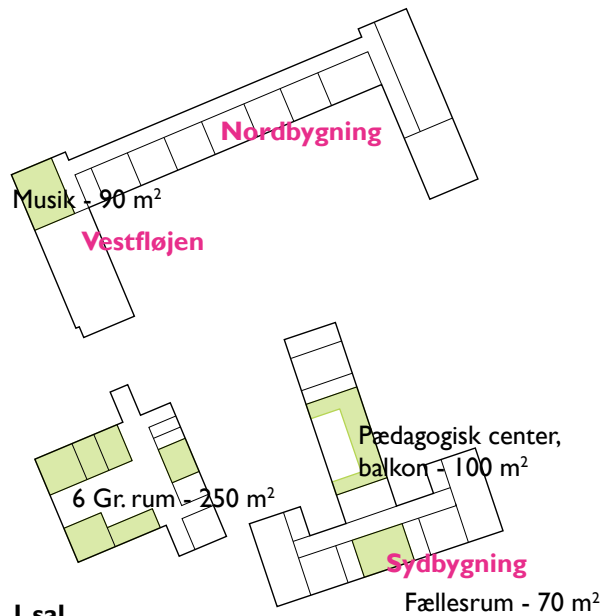 Nordbygning
Musik - 90 m²
Vestfløjen
Pædagogisk center,
balkon - 100 m²
6 Gr. rum - 250 m²
Sydbygning
Fællesrum - 70 m²
1. sal